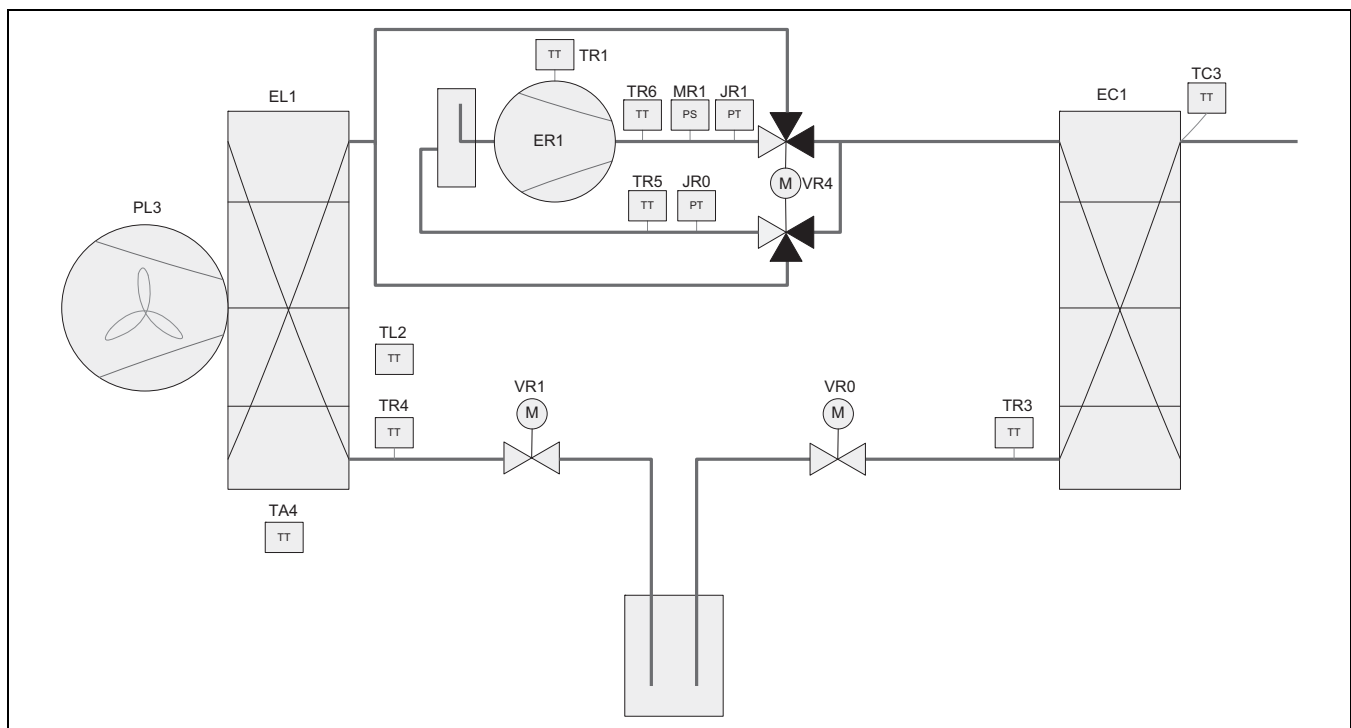 TT TR1
TC3
TR6 MR1 JR1
TT
EL1
EC1
TT PS PT
ER1
TR5 JR0
M VR4
TT PT
PL3
TL2
TT
VR1
VR0
TR4
TR3
M
M
TT
TT
TA4
TT